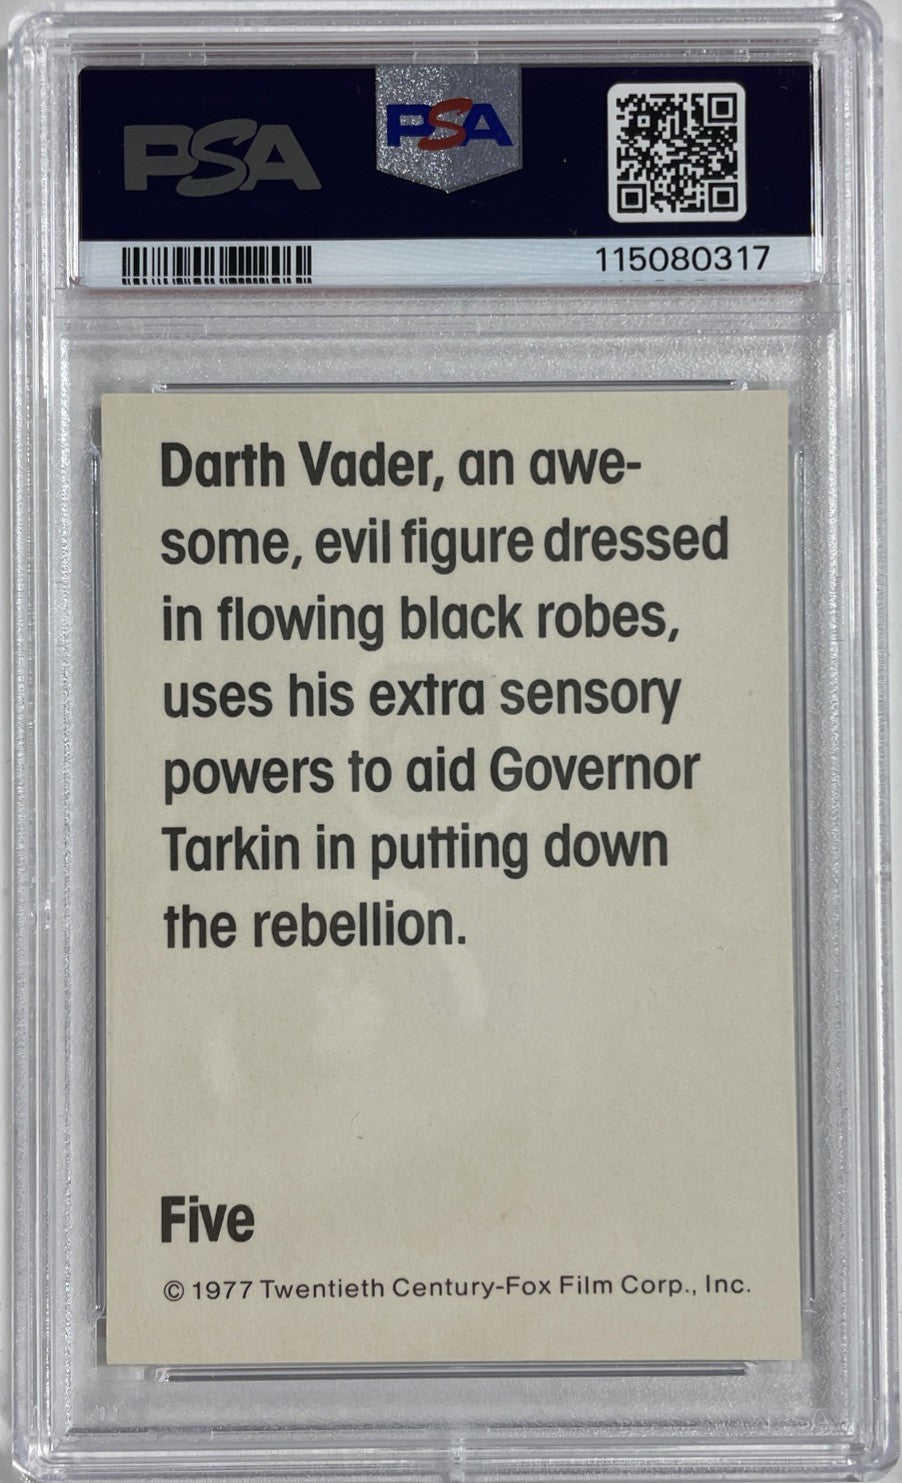 PSA
PSA
115080317
Darth Vader, an awe-
some, evil figure dressed
in flowing black robes,
uses his extra sensory
powers to aid Governor
Tarkin in putting down
the rebellion.
Five
© 1977 Twentieth Century-Fox Film Corp., Inc.